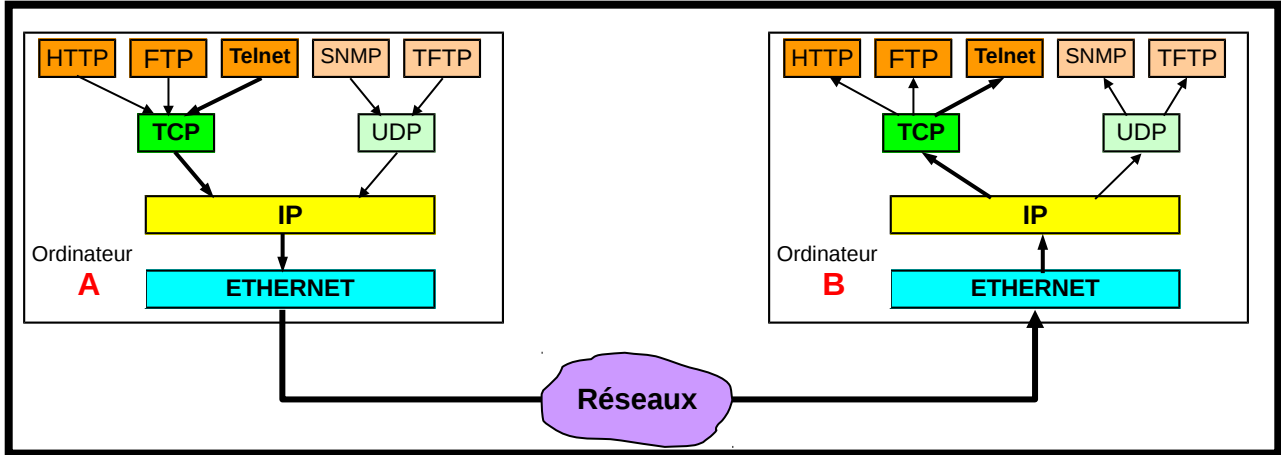 HTTP FTP Telnet SNMP TFTP
TCP UDP
IP
Ordinateur
A
ETHERNET
HTTP FTP Telnet SNMP TFTP
TCP UDP
IP
Ordinateur
B
ETHERNET
Réseaux